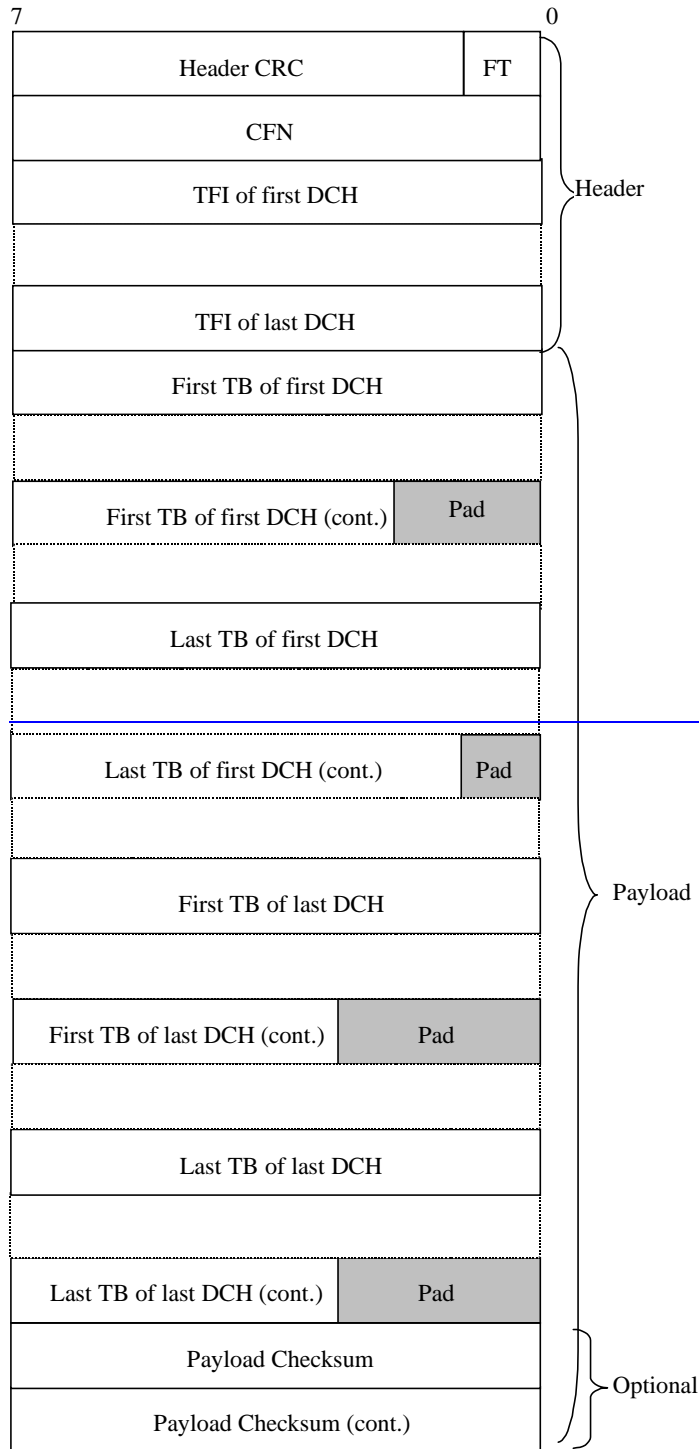 7 0
Header CRC FT
CFN
TFI of first DCH
Header
TFI of last DCH
First TB of first DCH
First TB of first DCH (cont.) Pad
Last TB of first DCH
Last TB of first DCH (cont.) Pad
First TB of last DCH
Payload
First TB of last DCH (cont.) Pad
Last TB of last DCH
Last TB of last DCH (cont.) Pad
Payload Checksum
Optional
Payload Checksum (cont.)